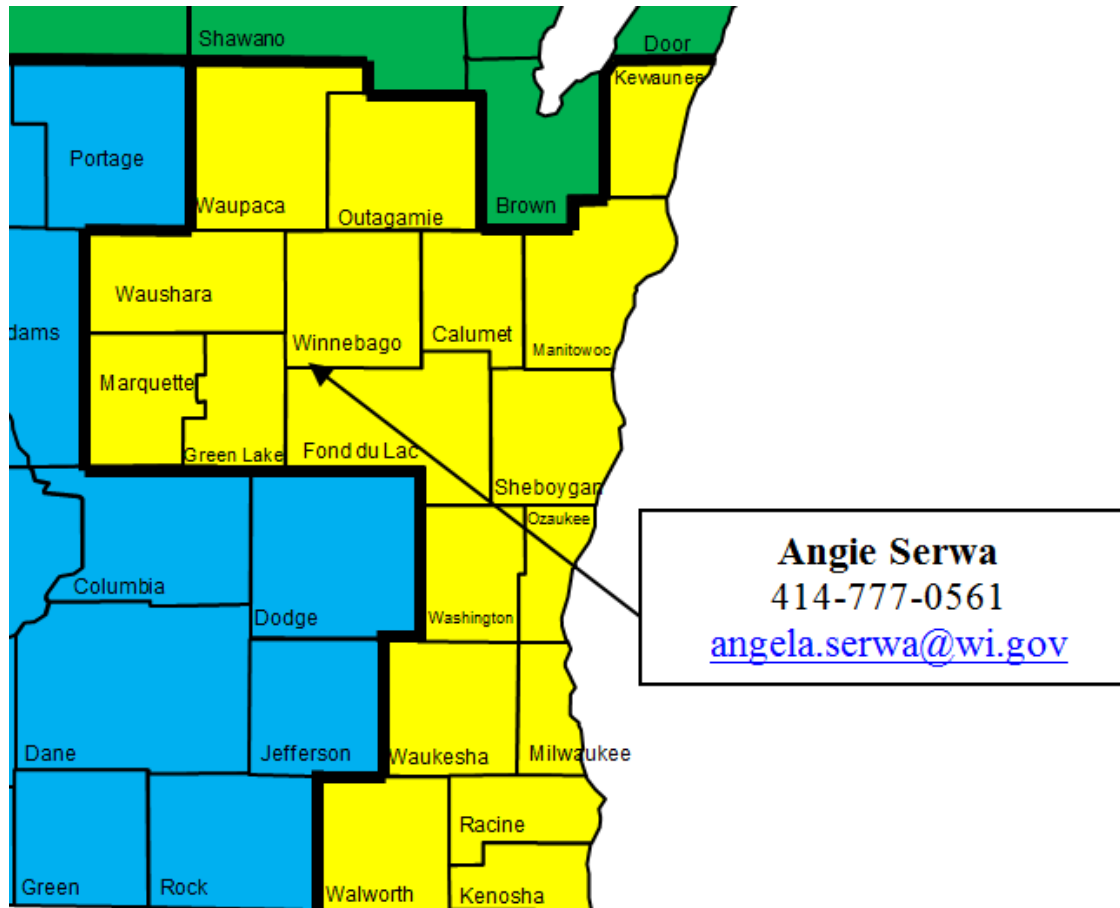 Shawano
Door
Kewaunee
Portage
Waupaca
Outagamie
Brown
Waushara
dams
Winnebago
Calumet
Manitowoc
Marquette
Green Lake
Fond du Lac
Sheboygan
Ozaukee
Columbia
Dodge
Washington
Angie Serwa
414-777-0561
angela.serwa@wi.gov
Dane
Jefferson
Waukesha
Milwaukee
Racine
Green
Rock
Walworth
Kenosha